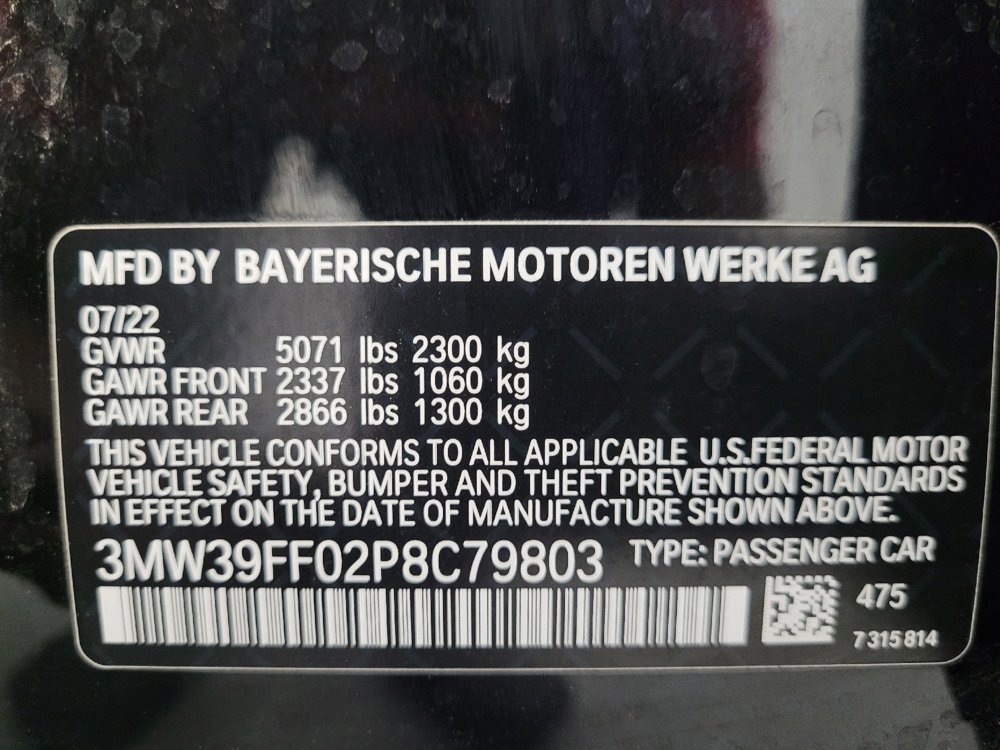 MFD BY BAYERISCHE MOTOREN WERKE AG
07/22
GVWR 5071 lbs 2300 kg
GAWR FRONT 2337 lbs 1060 kg
GAWR REAR 2866 lbs 1300 kg
THIS VEHICLE CONFORMS TO ALL APPLICABLE U.S.FEDERAL MOTOR
VEHICLE SAFETY, BUMPER AND THEFT PREVENTION STANDARDS
IN EFFECT ON THE DATE OF MANUFACTURE SHOWN ABOVE.
3MW39FF02P8C79803 TYPE: PASSENGER CAR
475
7 315 814